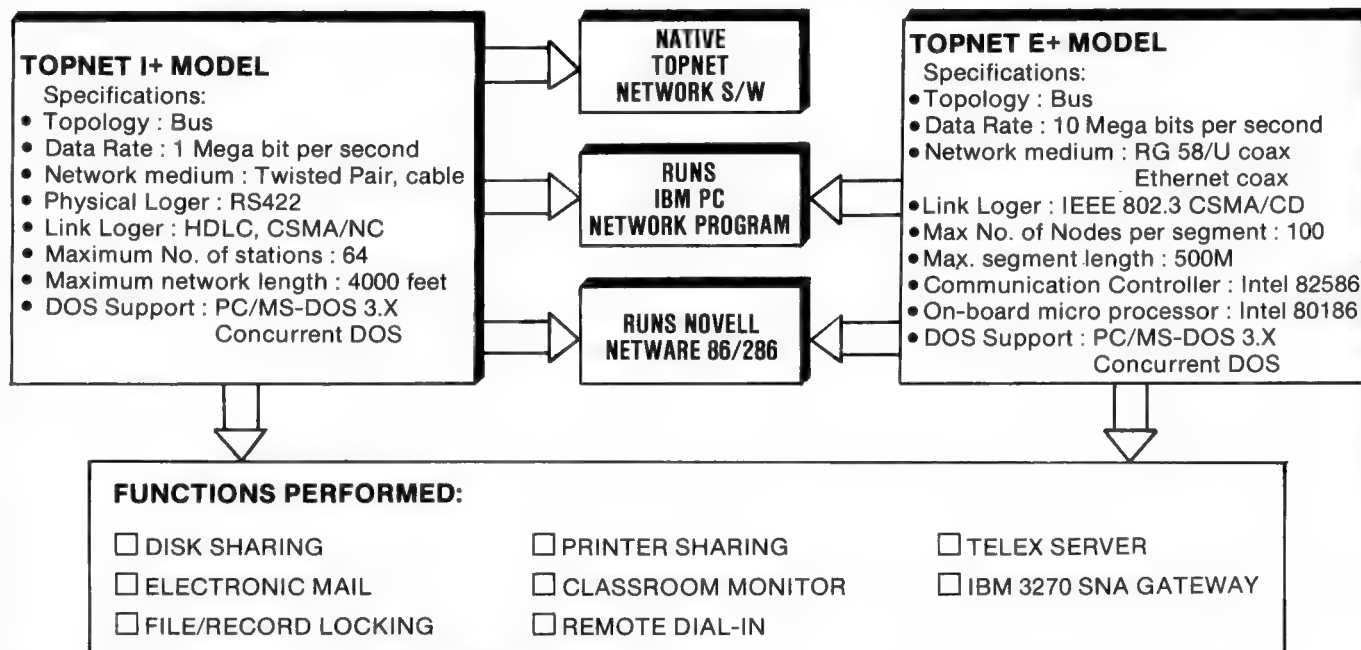 TOPNET I+ MODEL
Specifications:
• Topology : Bus
• Data Rate : 1 Mega bit per second
• Network medium : Twisted Pair, cable
• Physical Loger : RS422
• Link Loger : HDLC, CSMA/NC
• Maximum No. of stations : 64
• Maximum network length : 4000 feet
• DOS Support : PC/MS-DOS 3.X
Concurrent DOS
NATIVE
TOPNET
NETWORK S/W
RUNS
IBM PC
NETWORK PROGRAM
RUNS NOVELL
NETWARE 86/286
TOPNET E+ MODEL
Specifications:
• Topology : Bus
• Data Rate : 10 Mega bits per second
• Network medium : RG 58/U coax
Ethernet coax
• Link Loger : IEEE 802.3 CSMA/CD
• Max No. of Nodes per segment : 100
• Max. segment length : 500M
• Communication Controller : Intel 82586
• On-board micro processor : Intel 80186
• DOS Support : PC/MS-DOS 3.X
Concurrent DOS
FUNCTIONS PERFORMED:
☐ DISK SHARING
☐ ELECTRONIC MAIL
☐ FILE/RECORD LOCKING
☐ PRINTER SHARING
☐ CLASSROOM MONITOR
☐ REMOTE DIAL-IN
☐ TELEX SERVER
☐ IBM 3270 SNA GATEWAY